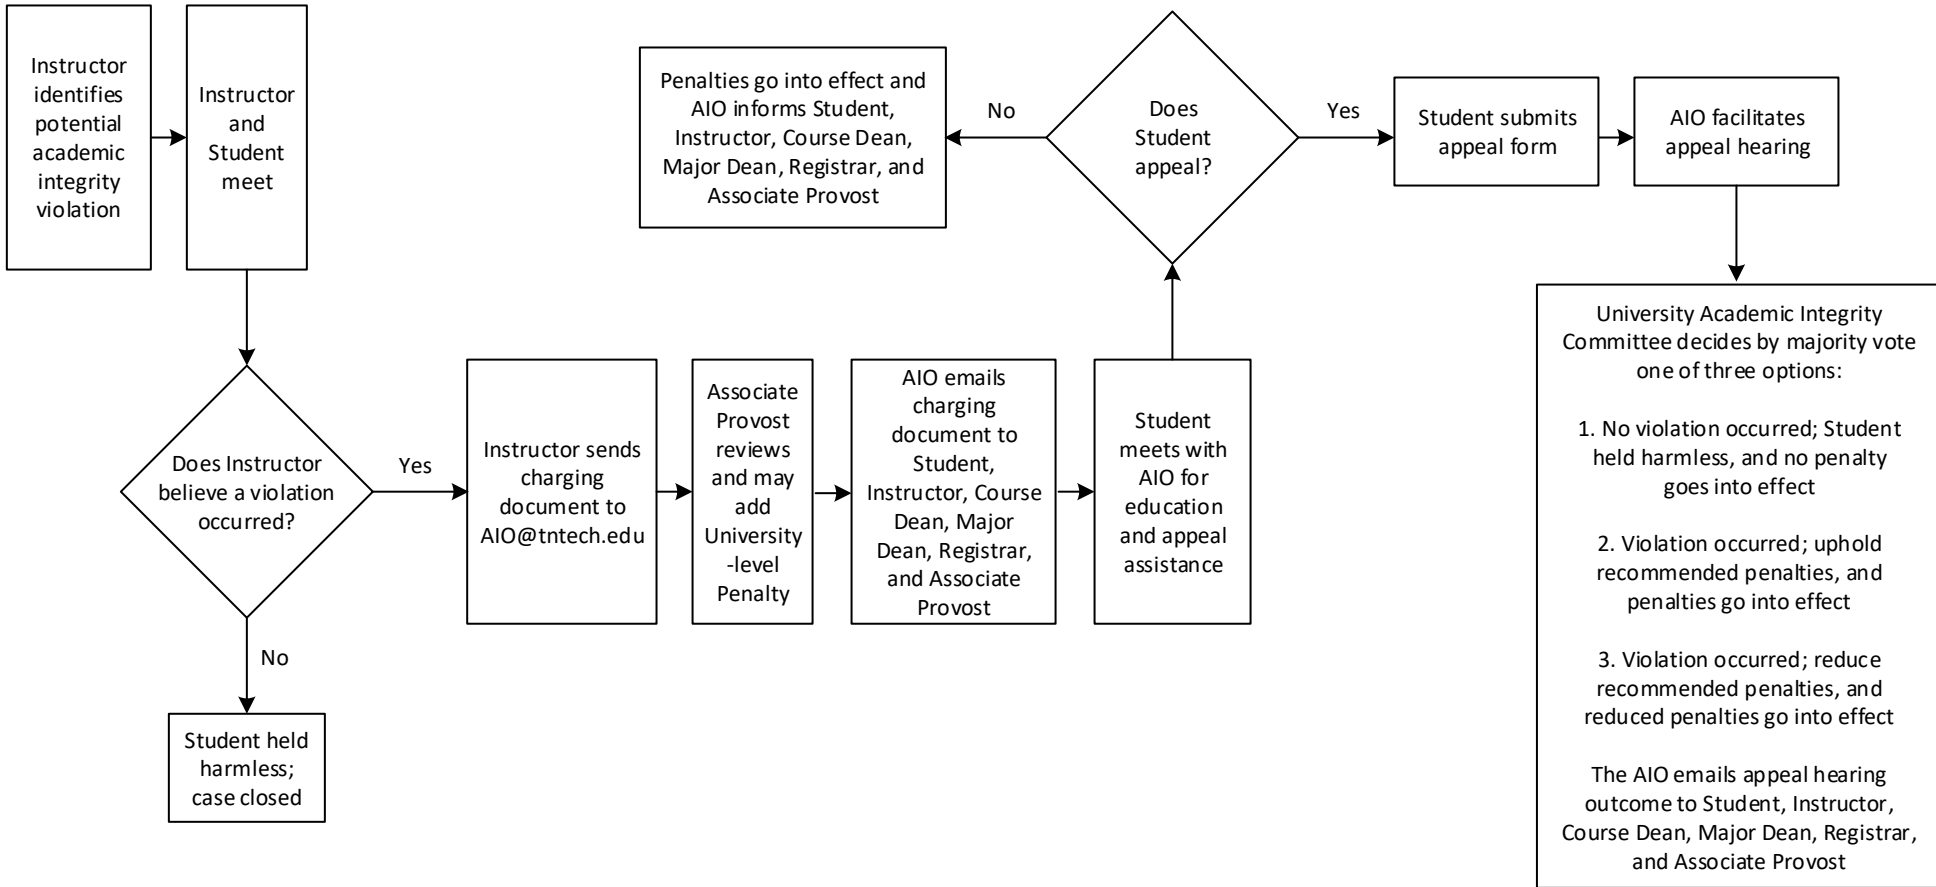 Instructor
identifies
potential
academic
integrity
violation
Instructor
and
Student
meet
Does Instructor
believe a violation
occurred?
No
Student held
harmless;
case closed
Yes
Instructor sends
charging
document to
AIO@tntech.edu
Associate
Provost
reviews
and may
add
University
-level
Penalty
AIO emails
charging
document to
Student,
Instructor, Course
Dean, Major
Dean, Registrar,
and Associate
Provost
Student
meets with
AIO for
education
and appeal
assistance
Does
Student
appeal?
No
Penalties go into effect and
AIO informs Student,
Instructor, Course Dean,
Major Dean, Registrar, and
Associate Provost
Yes
Student submits
appeal form
AIO facilitates
appeal hearing
University Academic Integrity
Committee decides by majority vote
one of three options:
1. No violation occurred; Student
held harmless, and no penalty
goes into effect
2. Violation occurred; uphold
recommended penalties, and
penalties go into effect
3. Violation occurred; reduce
recommended penalties, and
reduced penalties go into effect
The AIO emails appeal hearing
outcome to Student, Instructor,
Course Dean, Major Dean, Registrar,
and Associate Provost